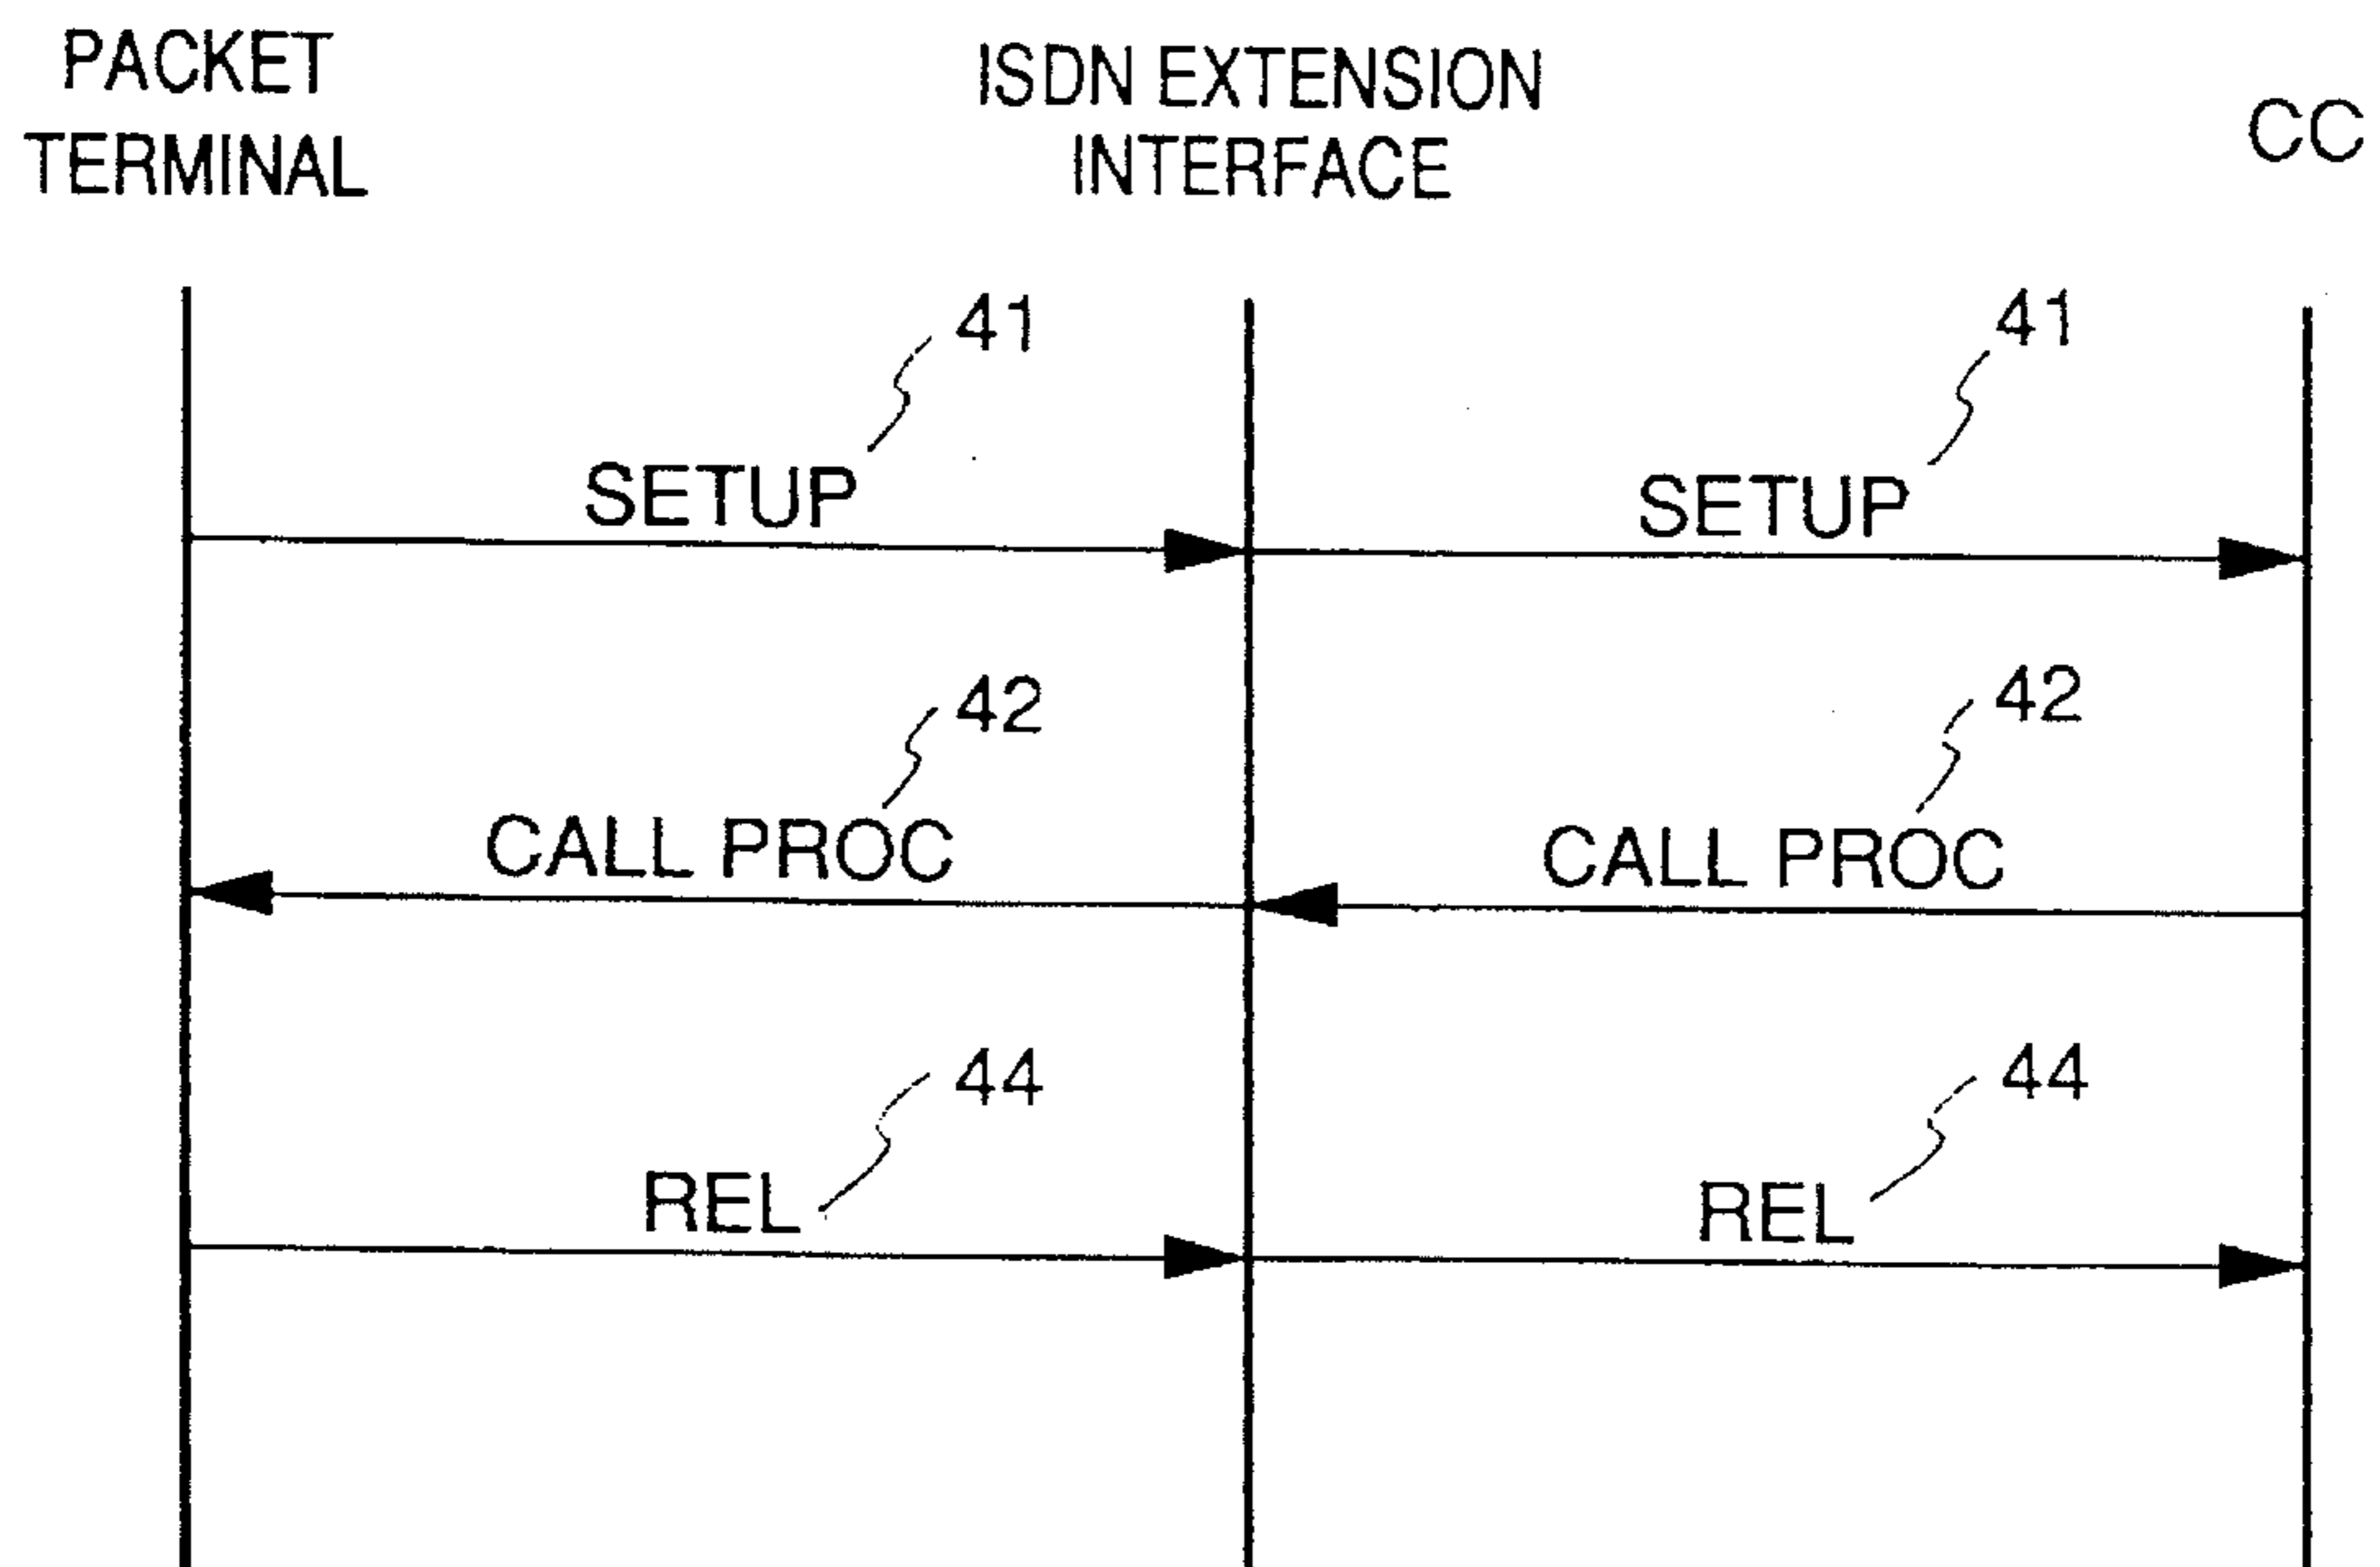 PACKET
TERMINAL
ISDN EXTENSION
INTERFACE
CC
41
41
SETUP
SETUP
42
42
CALL PROC
CALL PROC
44
44
REL
REL